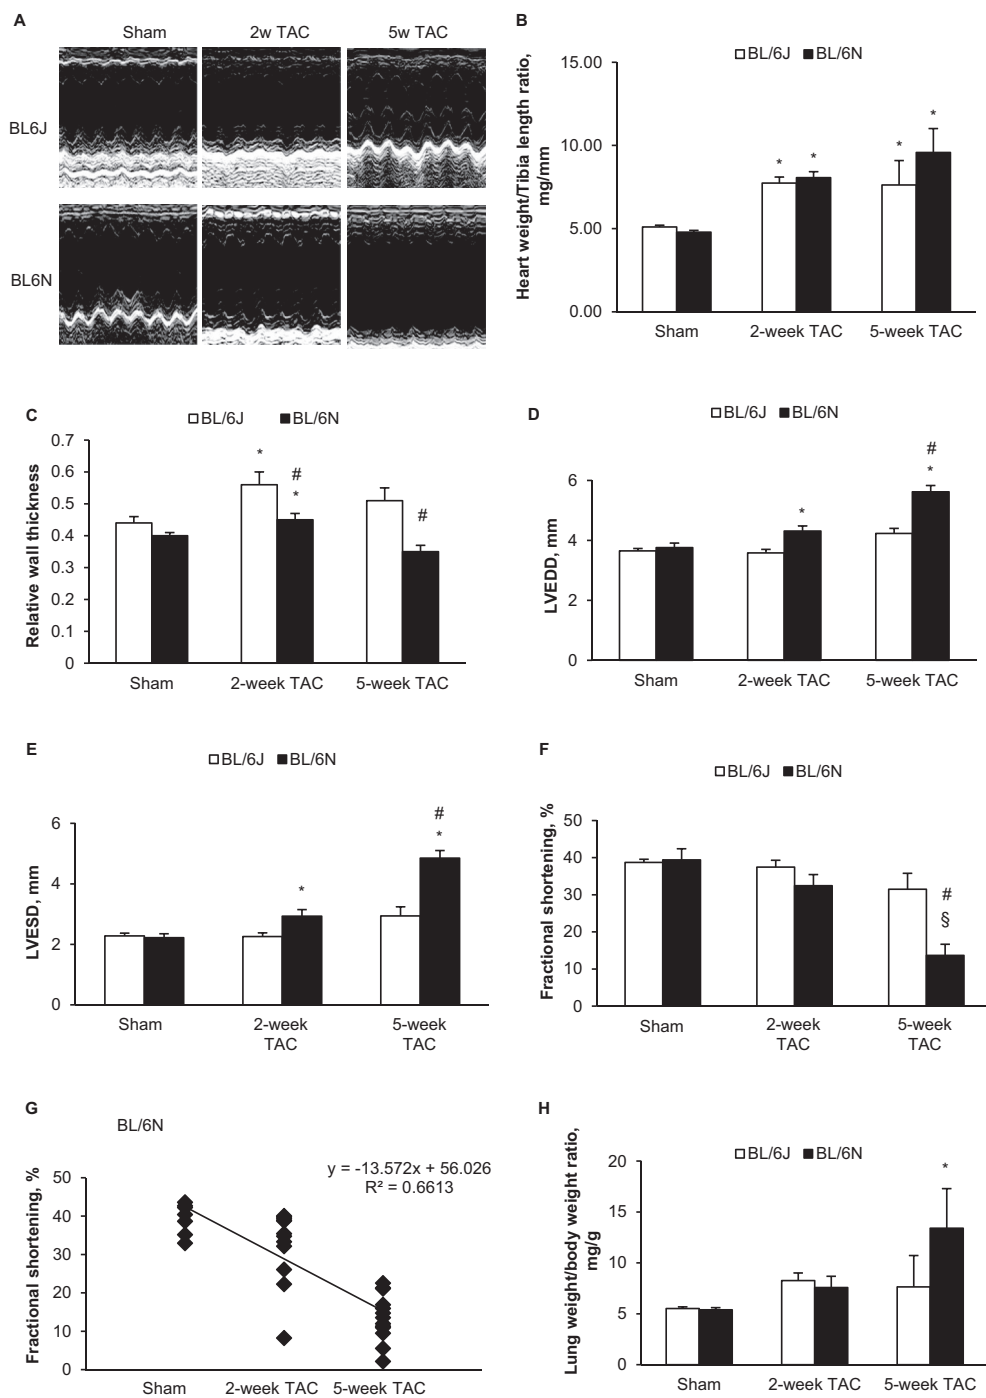 A
Sham
2w TAC
5w TAC
BL6J
BL6N
B
BL/6J
BL/6N
Heart weight/Tibia length ratio,
mg/mm
15.00
10.00
5.00
0.00
*
*
*
*
Sham
2-week TAC
5-week TAC
C
BL/6J
BL/6N
Relative wall thickness
0.7
0.6
0.5
0.4
0.3
0.2
0.1
0
*
#
*
#
Sham
2-week TAC
5-week TAC
D
BL/6J
BL/6N
LVEDD, mm
6
4
2
0
*
#
*
Sham
2-week TAC
5-week TAC
E
BL/6J
BL/6N
LVESD, mm
6
4
2
0
*
#
*
Sham
2-week
TAC
5-week
TAC
F
BL/6J
BL/6N
Fractional shortening, %
50
40
30
20
10
0
#
§
Sham
2-week
TAC
5-week
TAC
G
BL/6N
Fractional shortening, %
50
40
30
20
10
0
y = -13.572x + 56.026
R² = 0.6613
Sham
2-week TAC
5-week TAC
H
BL/6J
BL/6N
Lung weight/body weight ratio,
mg/g
20
15
10
5
0
*
Sham
2-week TAC
5-week TAC